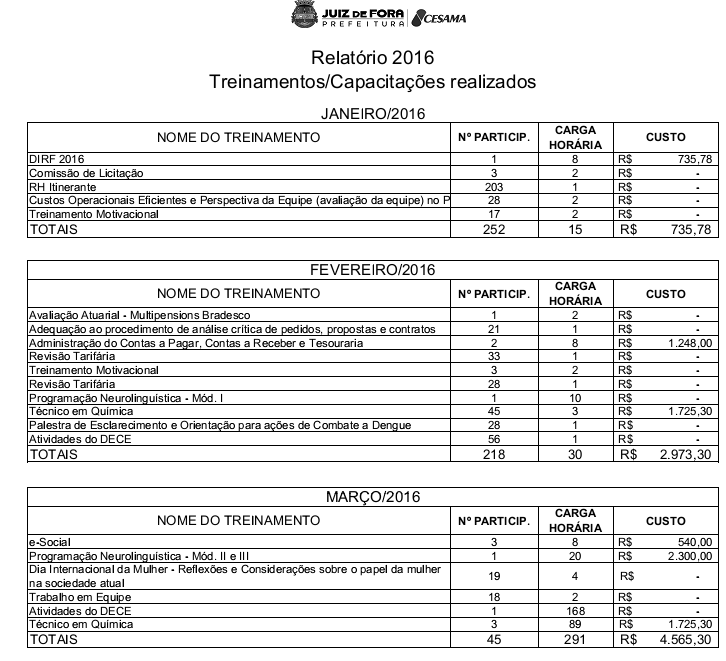 JUIZ DE FORA
PREFEITURA
CESAMA
Relatório 2016
Treinamentos/Capacitações realizados
JANEIRO/2016
NOME DO TREINAMENTO Nº PARTICIP. CARGA HORÁRIA CUSTO
DIRF 2016 1 8 R$ 735,78
Comissão de Licitação 3 2 R$ -
RH Itinerante 203 1 R$ -
Custos Operacionais Eficientes e Perspectiva da Equipe (avaliação da equipe) no P 28 2 R$ -
Treinamento Motivacional 17 2 R$ -
TOTAIS 252 15 R$ 735,78
FEVEREIRO/2016
NOME DO TREINAMENTO Nº PARTICIP. CARGA HORÁRIA CUSTO
Avaliação Atuarial - Multipensions Bradesco 1 2 R$ -
Adequação ao procedimento de análise crítica de pedidos, propostas e contratos 21 1 R$ -
Administração do Contas a Pagar, Contas a Receber e Tesouraria 2 8 R$ 1.248,00
Revisão Tarifária 33 1 R$ -
Treinamento Motivacional 3 2 R$ -
Revisão Tarifária 28 1 R$ -
Programação Neurolinguística - Mód. I 1 10 R$ -
Técnico em Química 45 3 R$ 1.725,30
Palestra de Esclarecimento e Orientação para ações de Combate a Dengue 28 1 R$ -
Atividades do DECE 56 1 R$ -
TOTAIS 218 30 R$ 2.973,30
MARÇO/2016
NOME DO TREINAMENTO Nº PARTICIP. CARGA HORÁRIA CUSTO
e-Social 3 8 R$ 540,00
Programação Neurolinguística - Mód. II e III 1 20 R$ 2.300,00
Dia Internacional da Mulher - Reflexões e Considerações sobre o papel da mulher
na sociedade atual 19 4 R$ -
Trabalho em Equipe 18 2 R$ -
Atividades do DECE 1 168 R$ -
Técnico em Química 3 89 R$ 1.725,30
TOTAIS 45 291 R$ 4.565,30